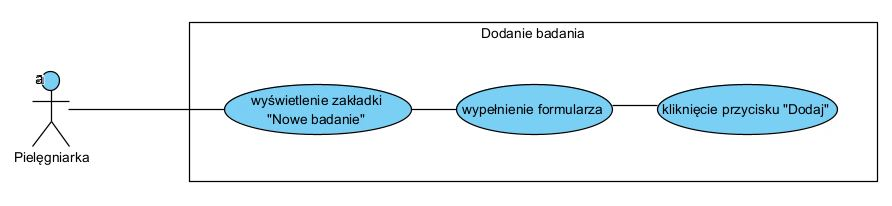 Dodanie badania
a
wyświetlenie zakładki
"Nowe badanie"
wypełnienie formularza
kliknięcie przycisku "Dodaj"
Pielęgniarka